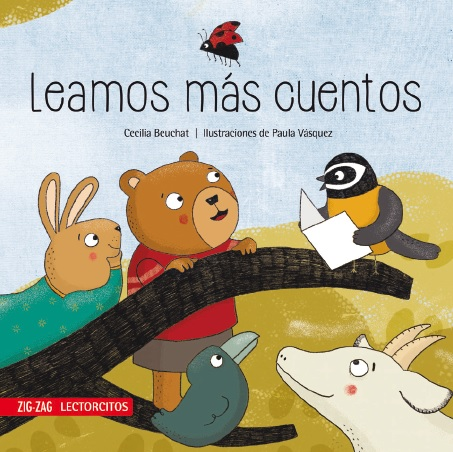 Leamos más cuentos
Cecilia Beuchat | Ilustraciones de Paula Vásquez
ZIG-ZAG LECTORCITOS